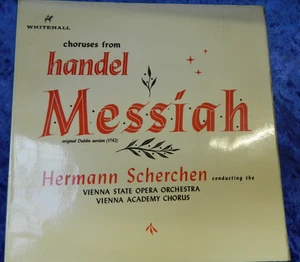 WHITEHALL
choruses from
handel
Messiah
original Dublin version (1742)
Hermann Scherchen conducting the
VIENNA STATE OPERA ORCHESTRA
VIENNA ACADEMY CHORUS